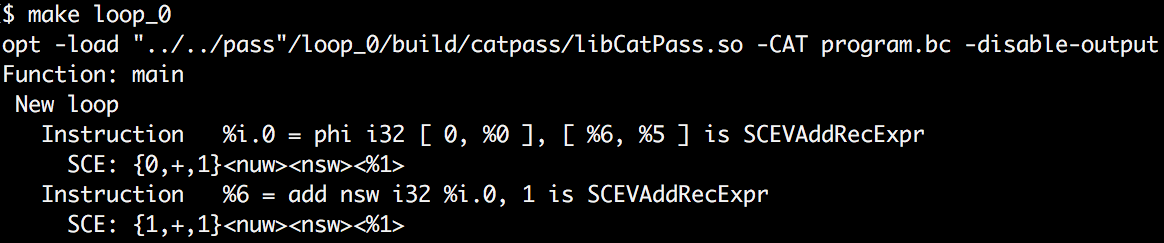 $ make loop_0
opt -load "../../pass"/loop_0/build/catpass/libCatPass.so -CAT program.bc -disable-output
Function: main
New loop
Instruction %i.0 = phi i32 [ 0, %0 ], [ %6, %5 ] is SCEVAddRecExpr
SCE: {0,+,1}<nuw><nsw><%1>
Instruction %6 = add nsw i32 %i.0, 1 is SCEVAddRecExpr
SCE: {1,+,1}<nuw><nsw><%1>